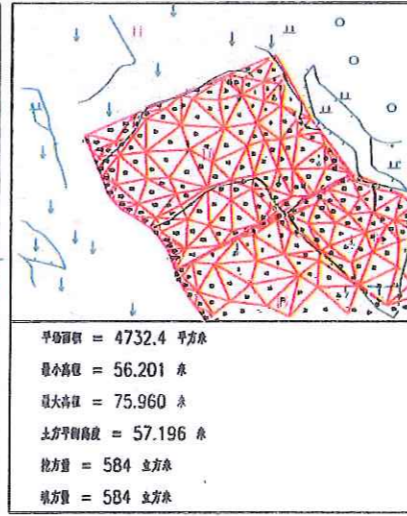 平场面积 = 4732.4 平方米
最小高程 = 56.201 米
最大高程 = 75.960 米
土方平衡高度 = 57.196 米
挖方量 = 584 立方米
填方量 = 584 立方米